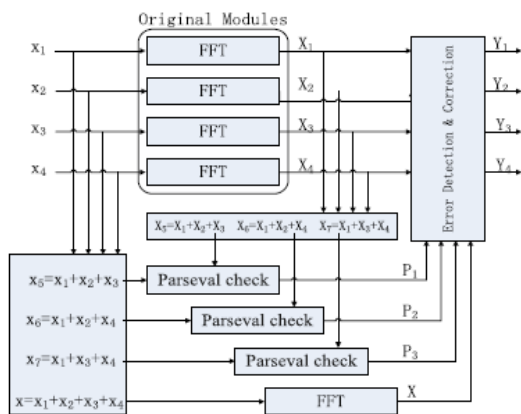 Original Modules
x₁ FFT X₁ Y₁
x₂ FFT X₂ Y₂
x₃ FFT X₃ Y₃
x₄ FFT X₄ Y₄
Error Detection & Correction
X₅=X₁+X₂+X₃ X₆=X₁+X₂+X₄ X₇=X₁+X₃+X₄
x₅=x₁+x₂+x₃ Parseval check P₁
x₆=x₁+x₂+x₄ Parseval check P₂
x₇=x₁+x₃+x₄ Parseval check P₃
x=x₁+x₂+x₃+x₄ FFT X